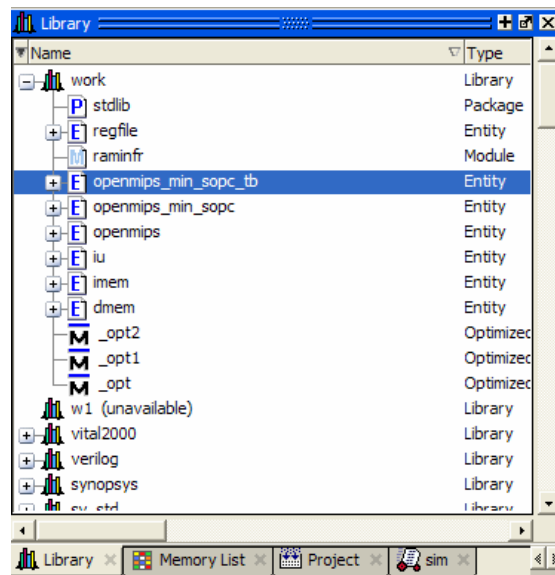 Library
Name Type
work Library
P stdlib Package
E regfile Entity
M raminfr Module
E openmips_min_sopc_tb Entity
E openmips_min_sopc Entity
E openmips Entity
E iu Entity
E imem Entity
E dmem Entity
M _opt2 Optimized
M _opt1 Optimized
M _opt Optimized
w1 (unavailable) Library
vital2000 Library
verilog Library
synopsys Library
sv_std Library
Library Memory List Project sim